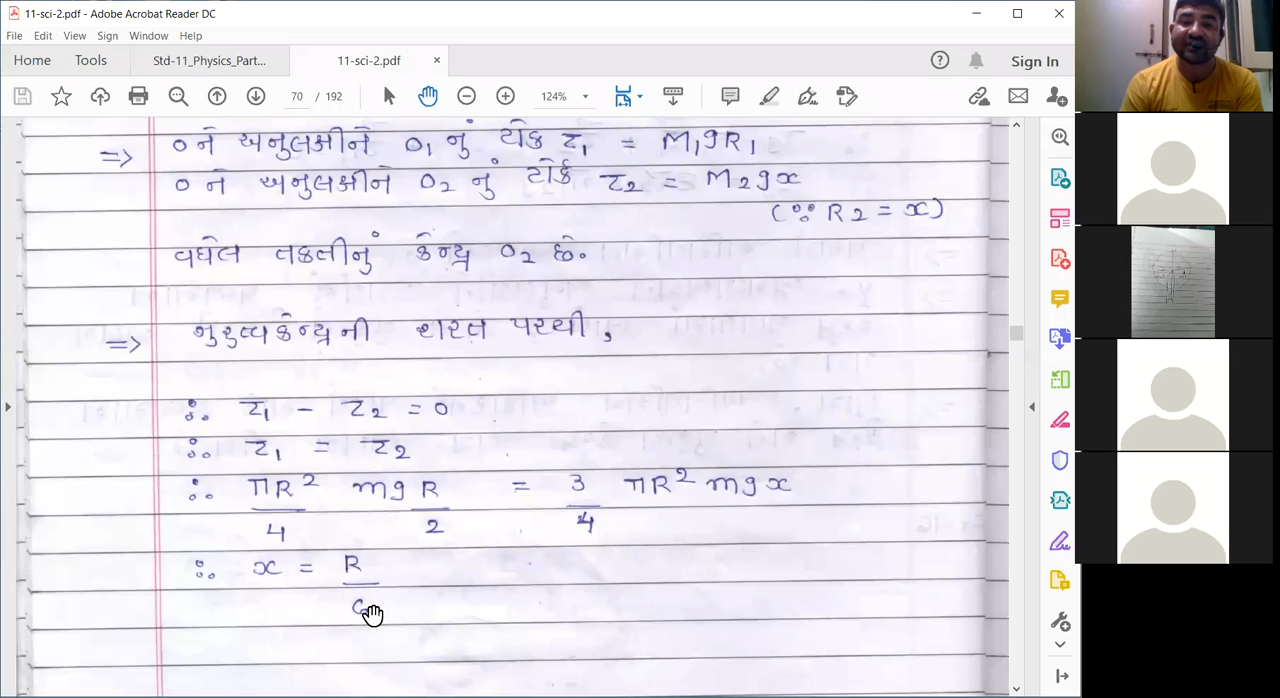 11-sci-2.pdf - Adobe Acrobat Reader DC
File Edit View Sign Window Help
Home Tools Std-11_Physics_Part... 11-sci-2.pdf × Sign In
70 / 192 124%
⇒ ૦ને અનુલક્ષીને O₁ નું ટોર્ક τ₁ = M₁gR₁
૦ ને અનુલક્ષીને O₂ નું ટોર્ક τ₂ = M₂gx
(∵ R₂ = x)
વધેલ તકતીનું કેન્દ્ર O₂ છે.
⇒ ગુરુત્વકેન્દ્રની શરત પરથી,
∴ τ₁ - τ₂ = 0
∴ τ₁ = τ₂
∴ πR²/4 mg R/2 = 3/4 πR² mgx
∴ x = R/